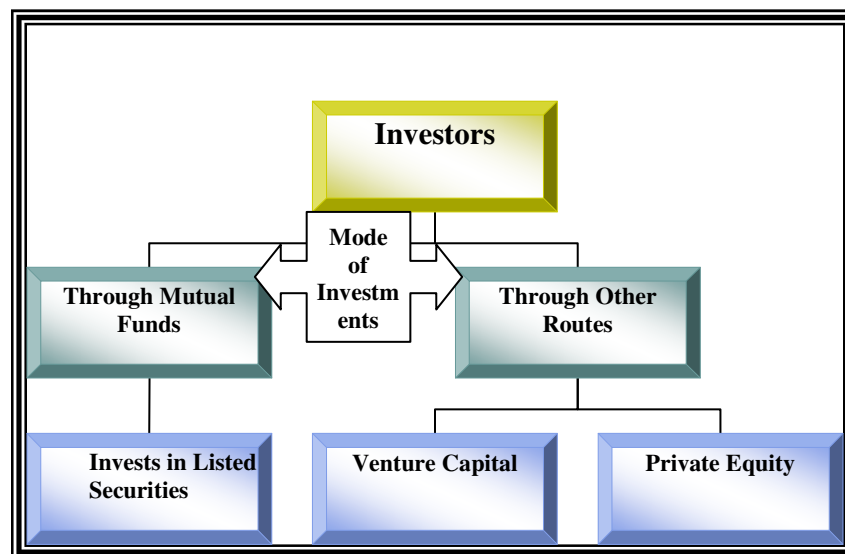 Investors
Mode
of
Investm
ents
Through Mutual
Funds
Through Other
Routes
Invests in Listed
Securities
Venture Capital
Private Equity